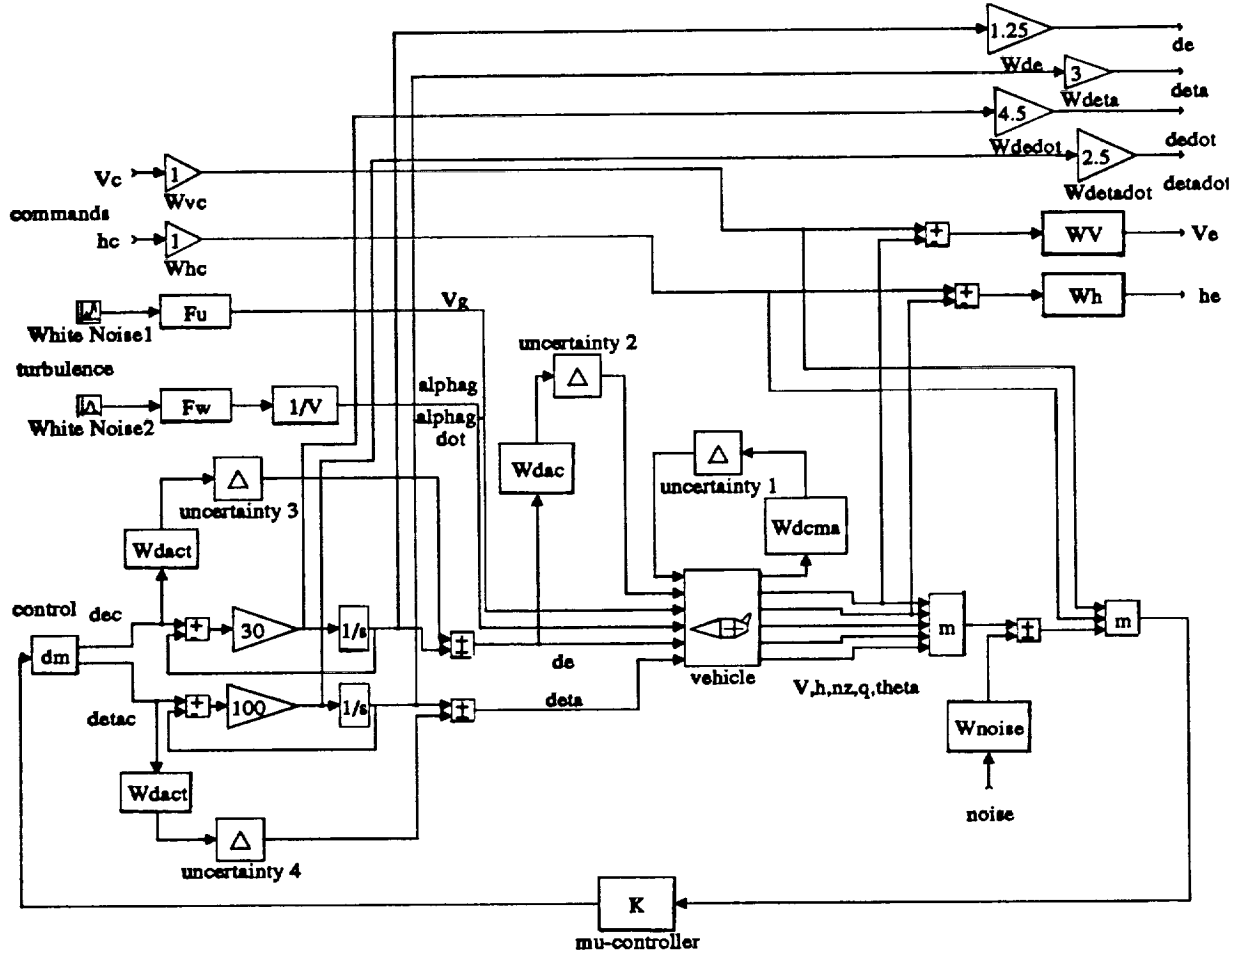 1.25
de
Wde
3
deta
Wdeta
4.5
dedot
Wdedot
2.5
detadot
Wdetadot
Vc
1
Wvc
commands
hc
1
Whc
+
-
WV
Ve
+
-
Wh
he
White Noise1
Fu
Vg
turbulence
White Noise2
Fw
1/V
alphag
alphag
dot
uncertainty 2
Δ
Wdac
Δ
uncertainty 1
Wdcma
Δ
uncertainty 3
Wdact
control
dec
dm
+
-
30
1/s
+
+
de
vehicle
m
+
+
m
V,h,nz,q,theta
detac
+
-
100
1/s
+
+
deta
Wnoise
noise
Wdact
Δ
uncertainty 4
K
mu-controller